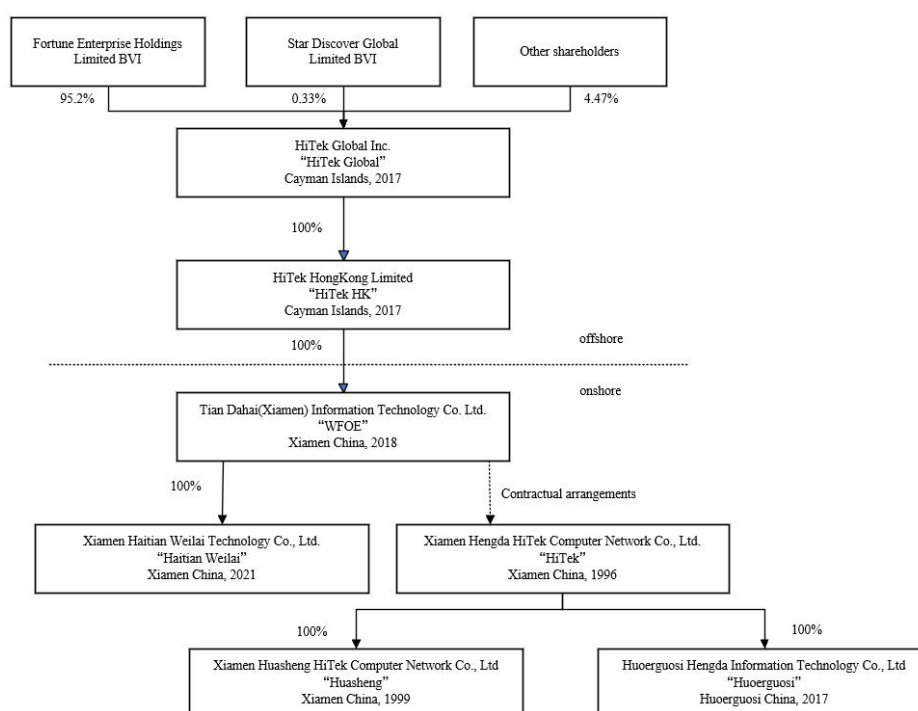 Fortune Enterprise Holdings
Limited BVI
Star Discover Global
Limited BVI
Other shareholders
95.2%
0.33%
4.47%
HiTek Global Inc.
“HiTek Global”
Cayman Islands, 2017
100%
HiTek HongKong Limited
“HiTek HK”
Cayman Islands, 2017
100%
offshore
onshore
Tian Dahai(Xiamen) Information Technology Co. Ltd.
“WFOE”
Xiamen China, 2018
100%
Contractual arrangements
Xiamen Haitian Weilai Technology Co., Ltd.
“Haitian Weilai”
Xiamen China, 2021
Xiamen Hengda HiTek Computer Network Co., Ltd.
“HiTek”
Xiamen China, 1996
100%
100%
Xiamen Huasheng HiTek Computer Network Co., Ltd
“Huasheng”
Xiamen China, 1999
Huoerguosi Hengda Information Technology Co., Ltd
“Huoerguosi”
Huoerguosi China, 2017